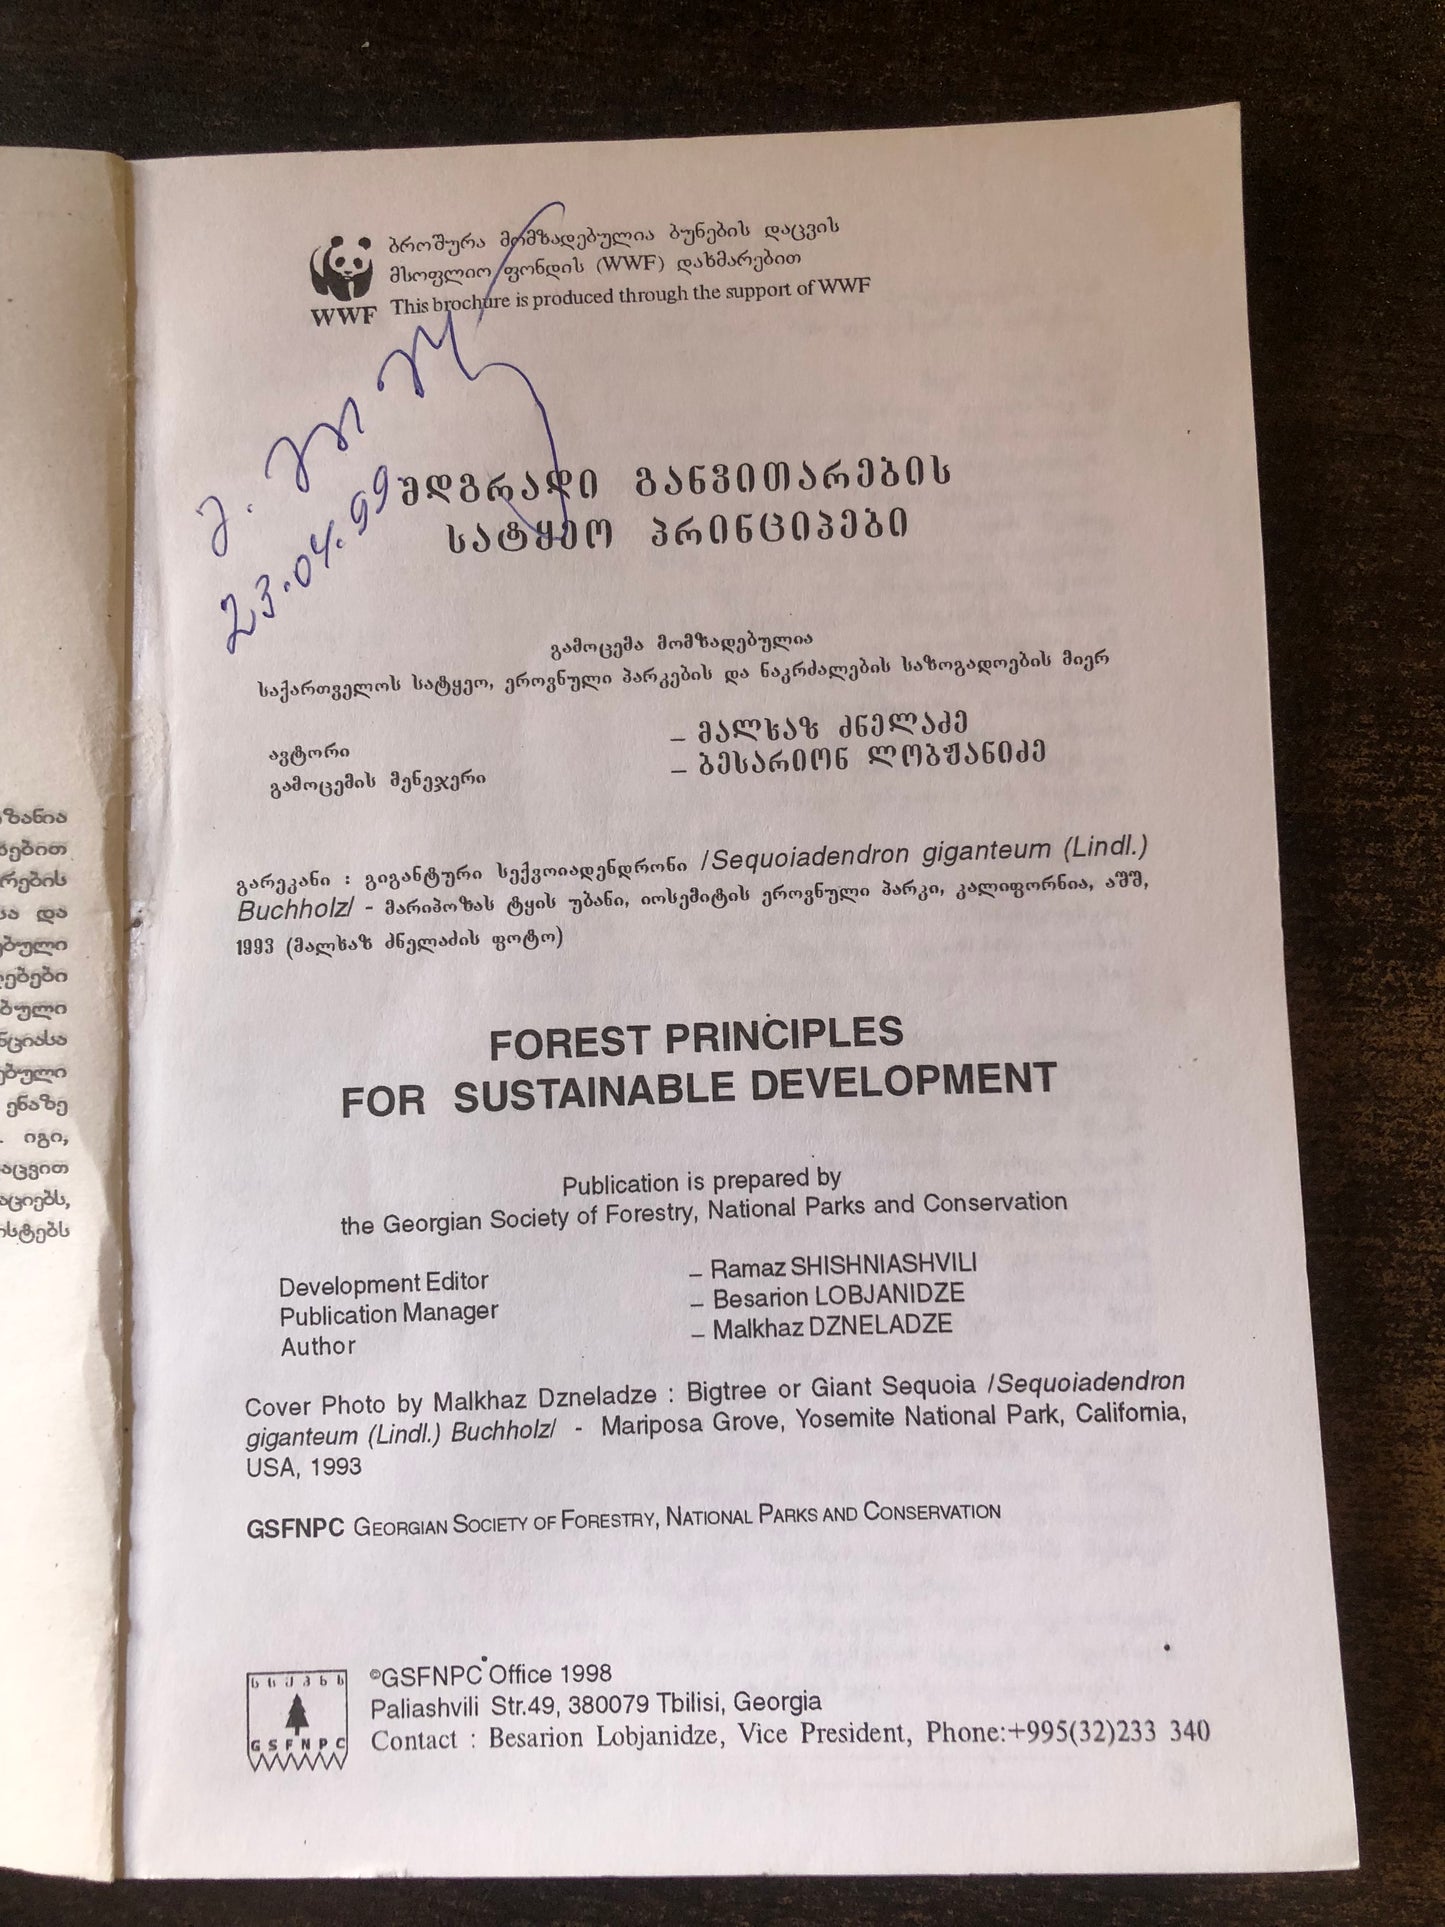 ბროშურა მომზადებულია ბუნების დაცვის
მსოფლიო ფონდის (WWF) დახმარებით
WWF This brochure is produced through the support of WWF
23.04.99
მდგრადი განვითარების
სატყეო პრინციპები
გამოცემა მომზადებულია
საქართველოს სატყეო, ეროვნული პარკების და ნაკრძალების საზოგადოების მიერ
ავტორი – მალხაზ ძნელაძე
გამოცემის მენეჯერი – ბესარიონ ლობჟანიძე
გარეკანი : გიგანტური სექვოიადენდრონი /Sequoiadendron giganteum (Lindl.)
Buchholz/ - მარიპოზას ტყის უბანი, იოსემიტის ეროვნული პარკი, კალიფორნია, აშშ,
1993 (მალხაზ ძნელაძის ფოტო)
FOREST PRINCIPLES
FOR SUSTAINABLE DEVELOPMENT
Publication is prepared by
the Georgian Society of Forestry, National Parks and Conservation
Development Editor – Ramaz SHISHNIASHVILI
Publication Manager – Besarion LOBJANIDZE
Author – Malkhaz DZNELADZE
Cover Photo by Malkhaz Dzneladze : Bigtree or Giant Sequoia /Sequoiadendron
giganteum (Lindl.) Buchholz/ - Mariposa Grove, Yosemite National Park, California,
USA, 1993
GSFNPC GEORGIAN SOCIETY OF FORESTRY, NATIONAL PARKS AND CONSERVATION
GSFNPC
©GSFNPC Office 1998
Paliashvili Str.49, 380079 Tbilisi, Georgia
Contact : Besarion Lobjanidze, Vice President, Phone:+995(32)233 340